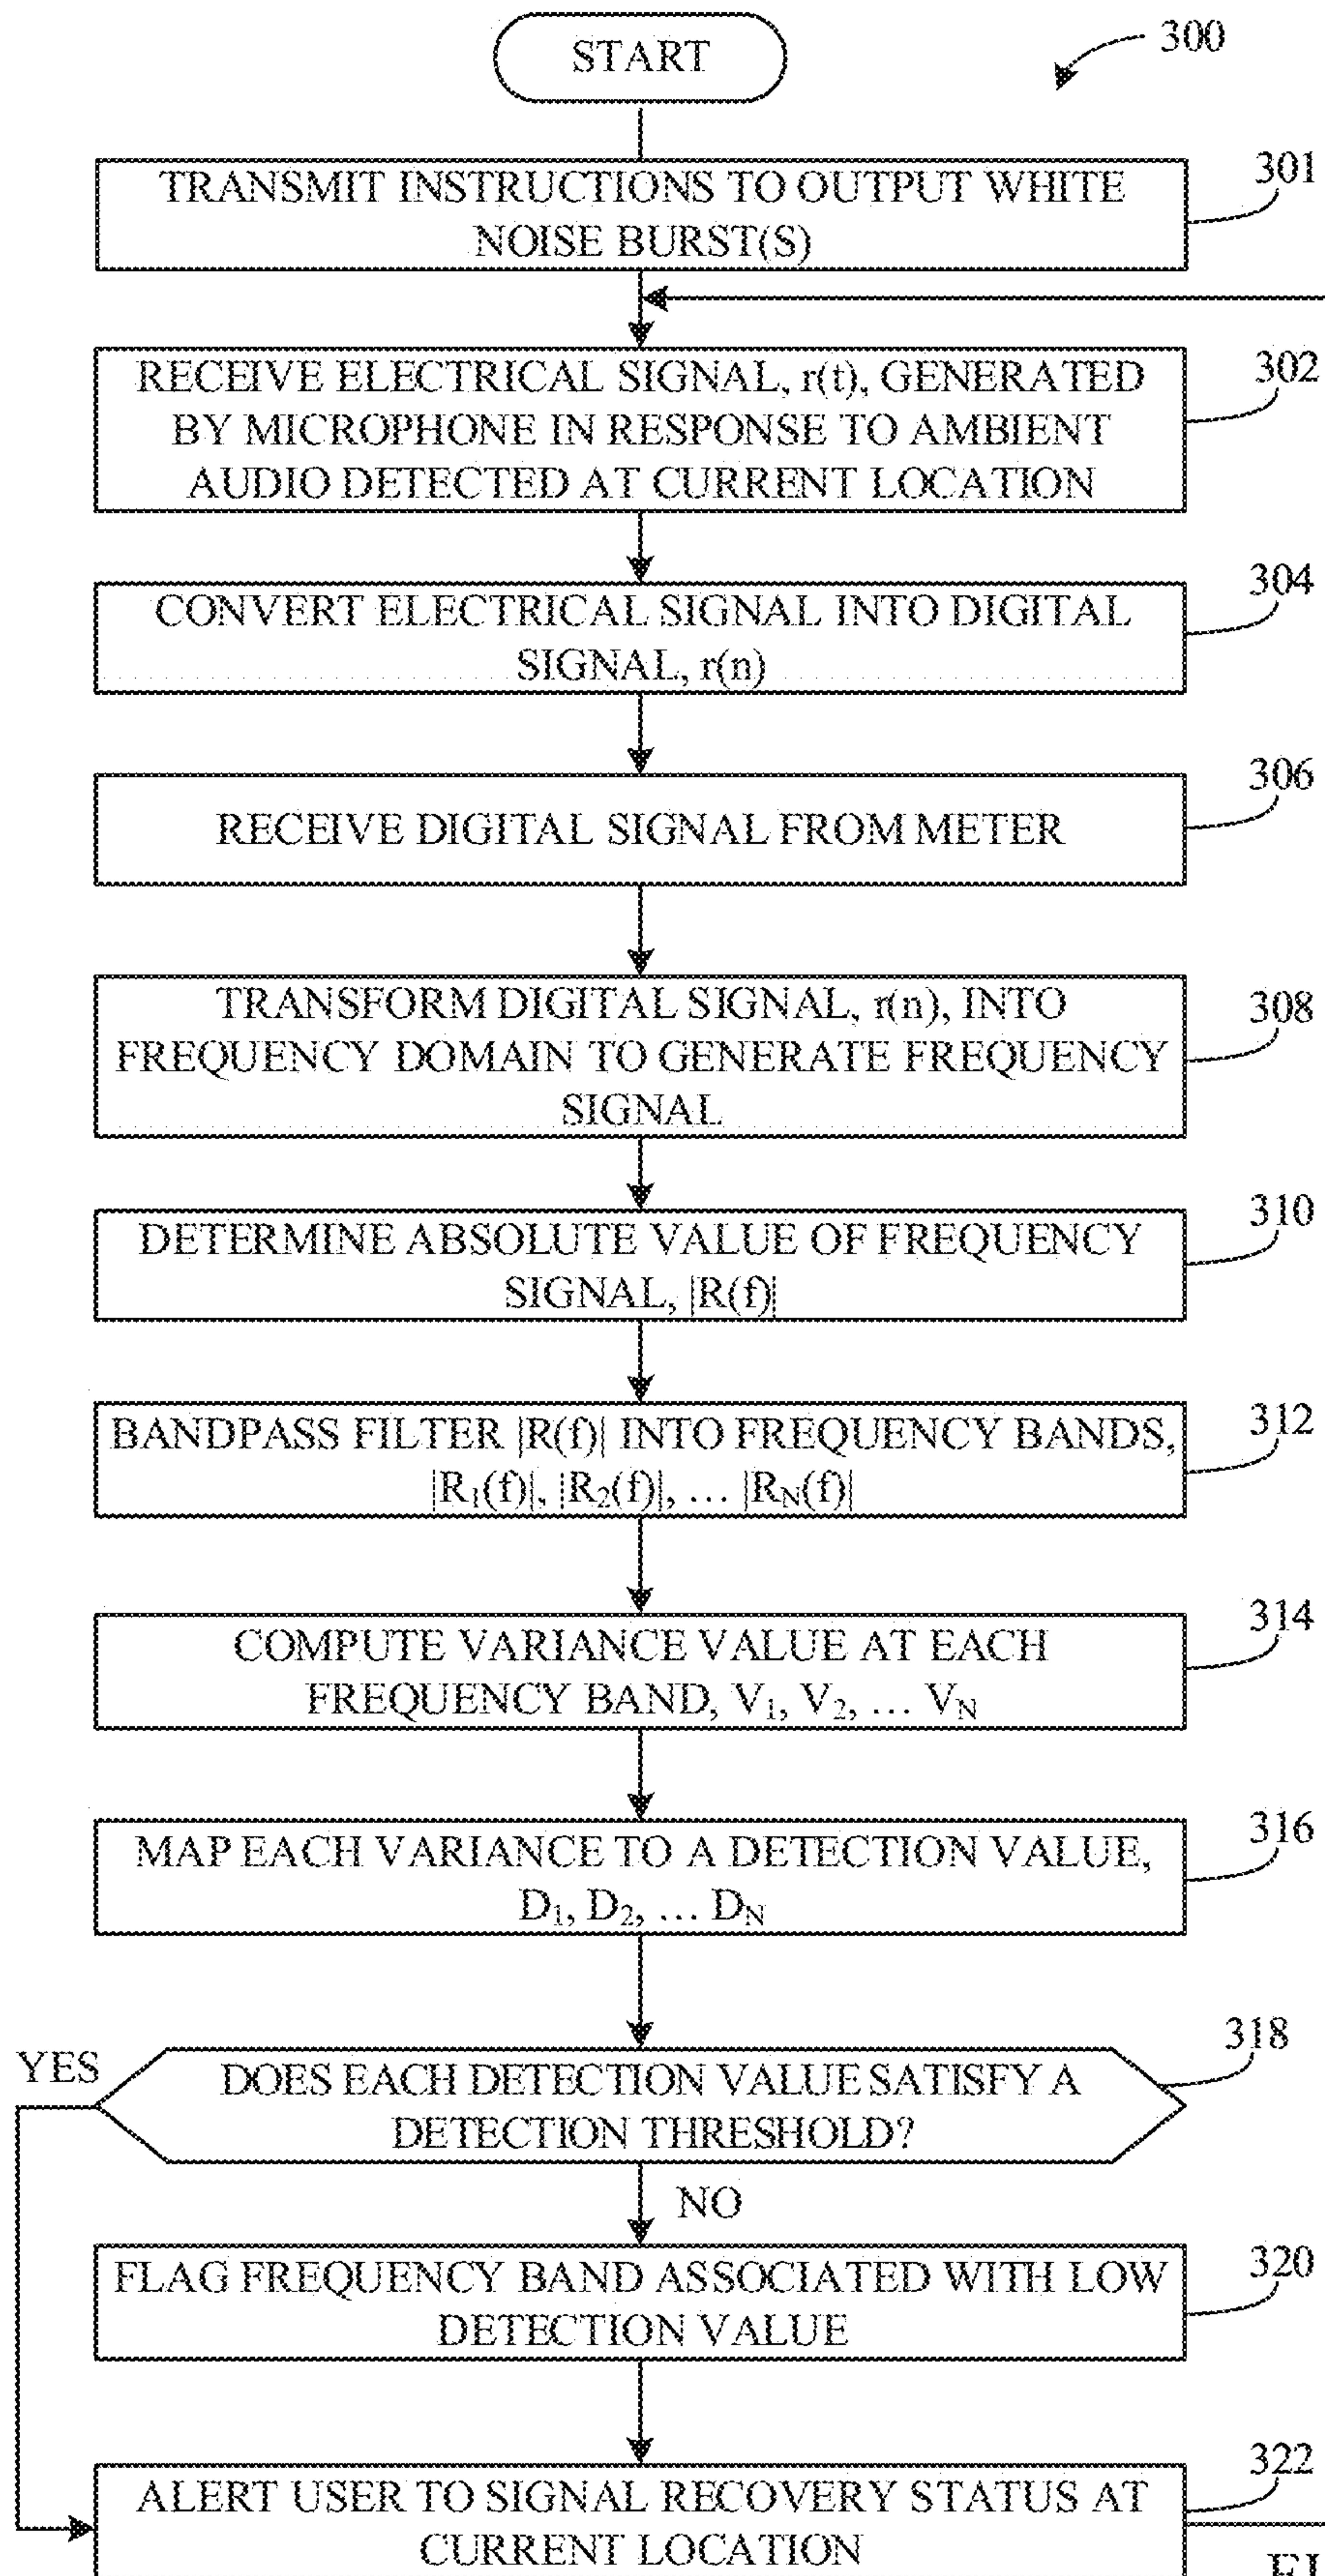 START
300
TRANSMIT INSTRUCTIONS TO OUTPUT WHITE
NOISE BURST(S)
301
RECEIVE ELECTRICAL SIGNAL, r(t), GENERATED
BY MICROPHONE IN RESPONSE TO AMBIENT
AUDIO DETECTED AT CURRENT LOCATION
302
CONVERT ELECTRICAL SIGNAL INTO DIGITAL
SIGNAL, r(n)
304
RECEIVE DIGITAL SIGNAL FROM METER
306
TRANSFORM DIGITAL SIGNAL, r(n), INTO
FREQUENCY DOMAIN TO GENERATE FREQUENCY
SIGNAL
308
DETERMINE ABSOLUTE VALUE OF FREQUENCY
SIGNAL, |R(f)|
310
BANDPASS FILTER |R(f)| INTO FREQUENCY BANDS,
|R₁(f)|, |R₂(f)|, … |R_N(f)|
312
COMPUTE VARIANCE VALUE AT EACH
FREQUENCY BAND, V₁, V₂, … V_N
314
MAP EACH VARIANCE TO A DETECTION VALUE,
D₁, D₂, … D_N
316
DOES EACH DETECTION VALUE SATISFY A
DETECTION THRESHOLD?
318
YES
NO
FLAG FREQUENCY BAND ASSOCIATED WITH LOW
DETECTION VALUE
320
ALERT USER TO SIGNAL RECOVERY STATUS AT
CURRENT LOCATION
322